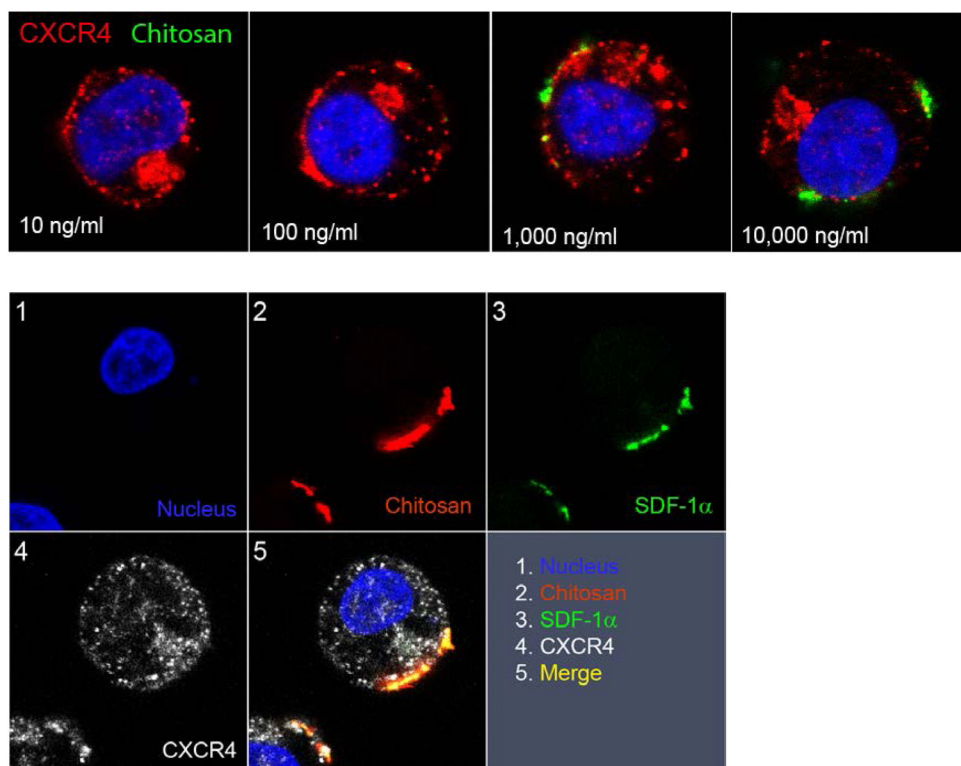 CXCR4 Chitosan
10 ng/ml
100 ng/ml
1,000 ng/ml
10,000 ng/ml
1
2
3
Nucleus
Chitosan
SDF-1α
4
5
CXCR4
1. Nucleus
2. Chitosan
3. SDF-1α
4. CXCR4
5. Merge